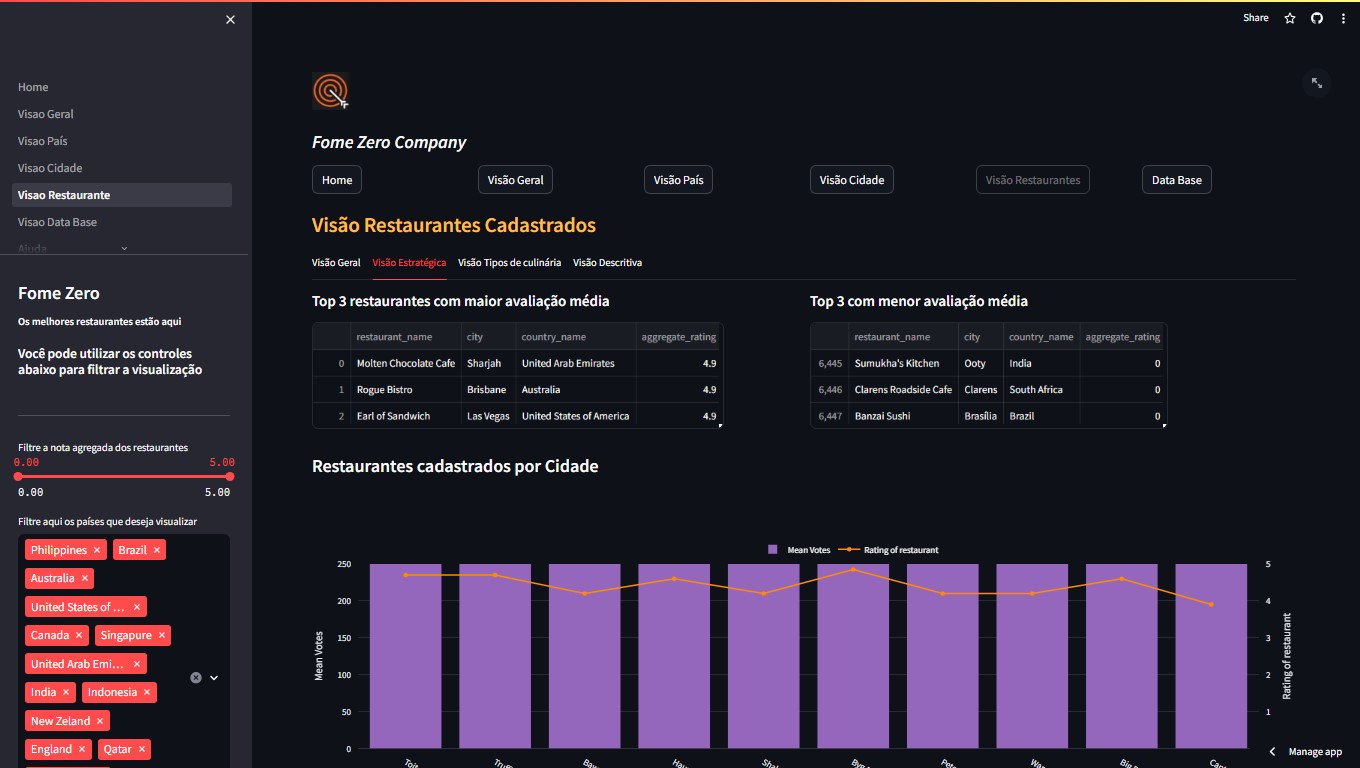 Share
Home
Visao Geral
Visao País
Visao Cidade
Visao Restaurante
Visao Data Base
Ajuda
Fome Zero
Os melhores restaurantes estão aqui
Você pode utilizar os controles
abaixo para filtrar a visualização
Filtre a nota agregada dos restaurantes
0.00 5.00
0.00 5.00
Filtre aqui os países que deseja visualizar
Philippines × Brazil ×
Australia ×
United States of ... ×
Canada × Singapure ×
United Arab Emi... ×
India × Indonesia ×
New Zeland ×
England × Qatar ×
Fome Zero Company
Home Visão Geral Visão País Visão Cidade Visão Restaurantes Data Base
Visão Restaurantes Cadastrados
Visão Geral Visão Estratégica Visão Tipos de culinária Visão Descritiva
Top 3 restaurantes com maior avaliação média
restaurant_name city country_name aggregate_rating
0 Molten Chocolate Cafe Sharjah United Arab Emirates 4.9
1 Rogue Bistro Brisbane Australia 4.9
2 Earl of Sandwich Las Vegas United States of America 4.9
Top 3 com menor avaliação média
restaurant_name city country_name aggregate_rating
6,445 Sumukha's Kitchen Ooty India 0
6,446 Clarens Roadside Cafe Clarens South Africa 0
6,447 Banzai Sushi Brasília Brazil 0
Restaurantes cadastrados por Cidade
Mean Votes Rating of restaurant
250 5
200 4
150 3
100 2
50 1
0
Mean Votes
Rating of restaurant
Manage app